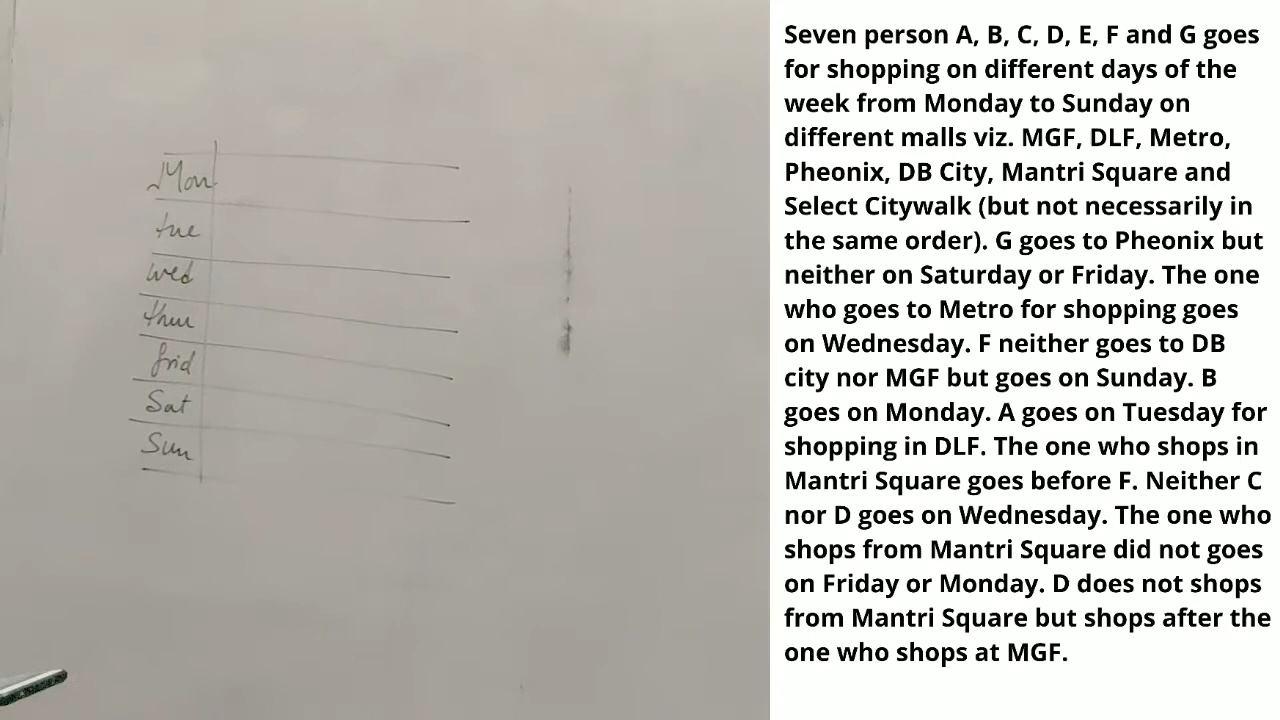 Mon
tue
wed
thur
frid
Sat
Sun
Seven person A, B, C, D, E, F and G goes
for shopping on different days of the
week from Monday to Sunday on
different malls viz. MGF, DLF, Metro,
Pheonix, DB City, Mantri Square and
Select Citywalk (but not necessarily in
the same order). G goes to Pheonix but
neither on Saturday or Friday. The one
who goes to Metro for shopping goes
on Wednesday. F neither goes to DB
city nor MGF but goes on Sunday. B
goes on Monday. A goes on Tuesday for
shopping in DLF. The one who shops in
Mantri Square goes before F. Neither C
nor D goes on Wednesday. The one who
shops from Mantri Square did not goes
on Friday or Monday. D does not shops
from Mantri Square but shops after the
one who shops at MGF.